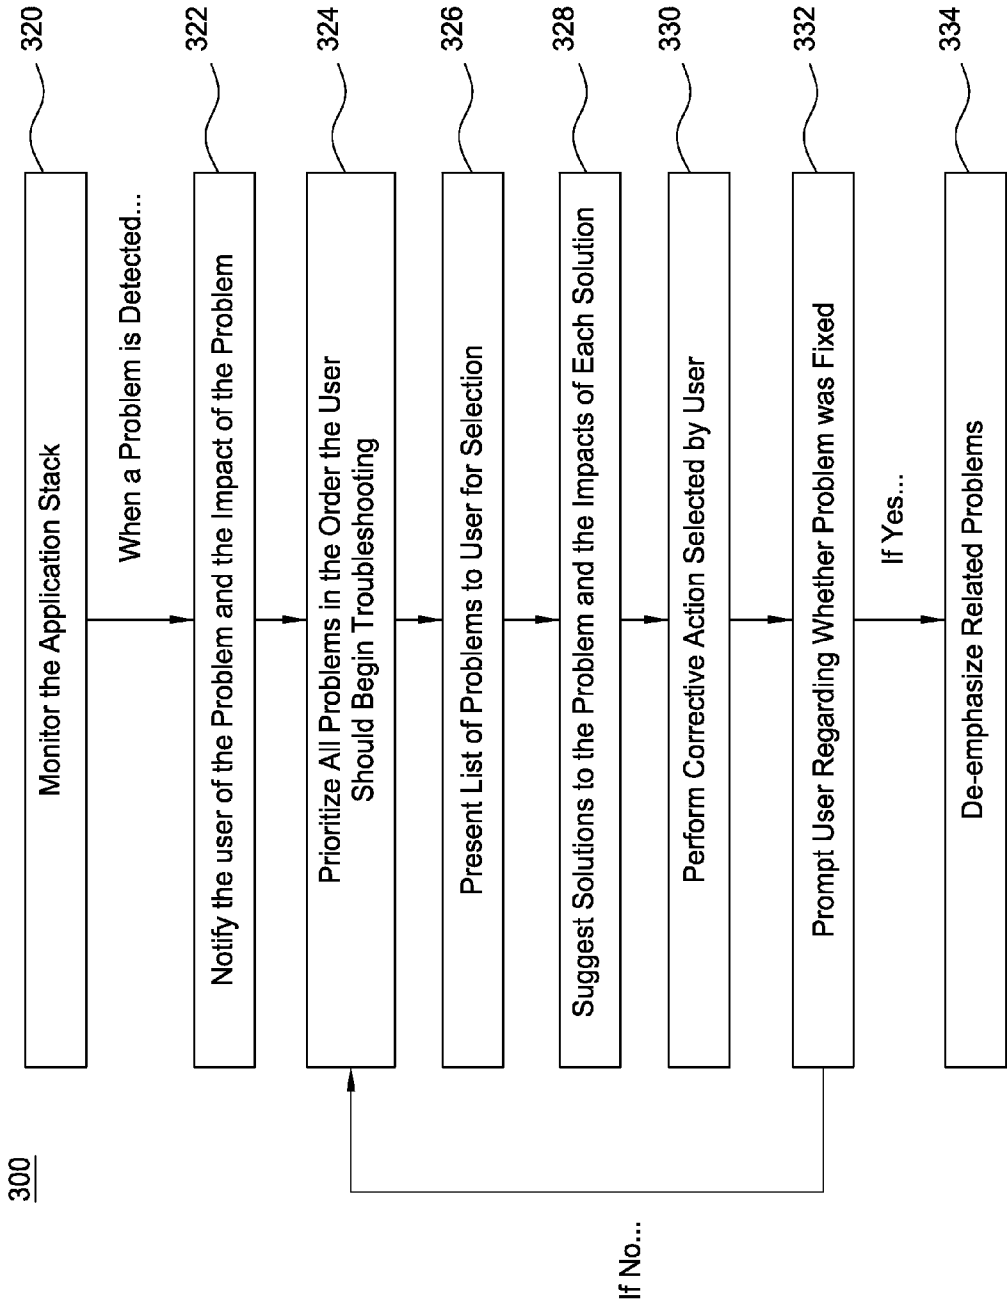 300
Monitor the Application Stack
320
When a Problem is Detected...
Notify the user of the Problem and the Impact of the Problem
322
Prioritize All Problems in the Order the User
Should Begin Troubleshooting
324
Present List of Problems to User for Selection
326
Suggest Solutions to the Problem and the Impacts of Each Solution
328
Perform Corrective Action Selected by User
330
Prompt User Regarding Whether Problem was Fixed
332
If No...
If Yes...
De-emphasize Related Problems
334